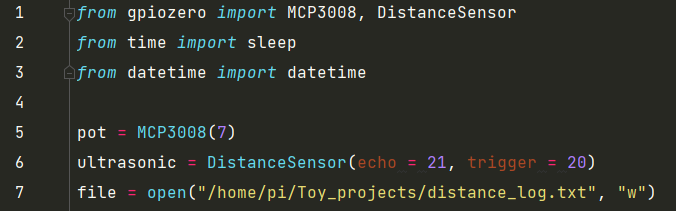 1 from gpiozero import MCP3008, DistanceSensor
2 from time import sleep
3 from datetime import datetime
4
5 pot = MCP3008(7)
6 ultrasonic = DistanceSensor(echo = 21, trigger = 20)
7 file = open("/home/pi/Toy_projects/distance_log.txt", "w")